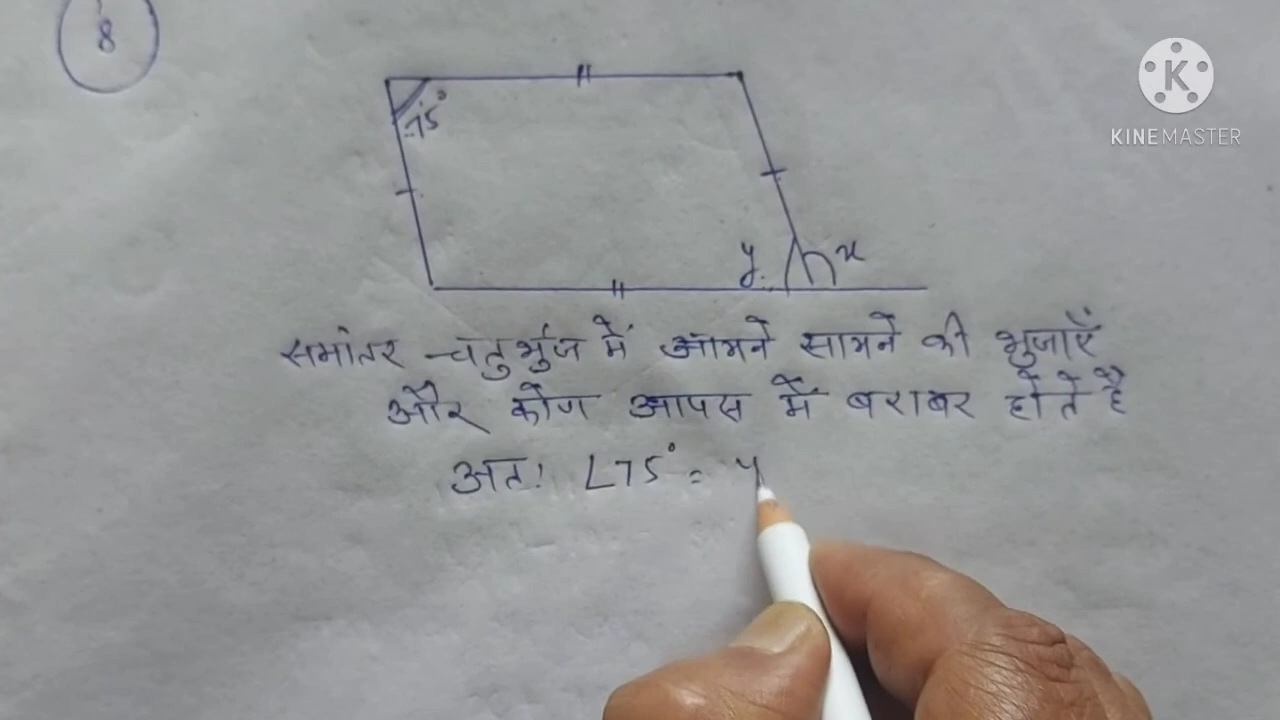 8
75°
y
x
समांतर चतुर्भुज में आमने सामने की भुजाएँ
और कोण आपस में बराबर होते है
अत: ∠75° = y
K
KINEMASTER